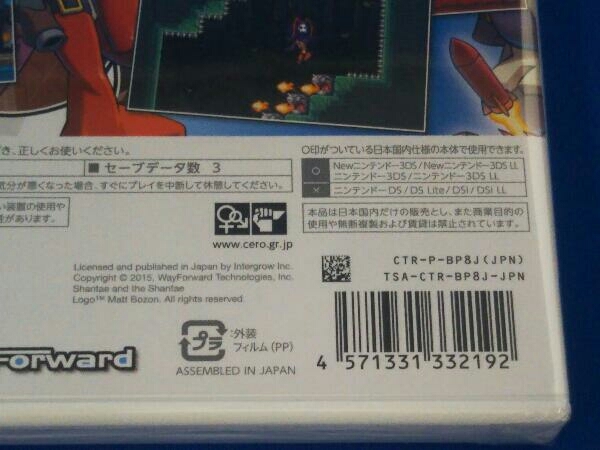 き、正しくお使いください。
■ セーブデータ数 3
気分が悪くなった場合、すぐにプレイを中断して休憩してください。
い装置の使用や
性があります。
○印がついている日本国内仕様の本体で使用できます。
○ Newニンテンドー3DS/Newニンテンドー3DS LL
ニンテンドー3DS/ニンテンドー3DS LL
× ニンテンドーDS/DS Lite/DSi/DSi LL
本品は日本国内だけの販売とし、また商業目的の
使用や無断複製および賃貸は禁止します。
www.cero.gr.jp
Licensed and published in Japan by Intergrow Inc.
Copyright © 2015, WayForward Technologies, Inc.
Shantae and the Shantae
Logo™ Matt Bozon. All rights reserved.
CTR-P-BP8J(JPN)
TSA-CTR-BP8J-JPN
Forward
プラ
:外装
フィルム(PP)
ASSEMBLED IN JAPAN
4 571331 332192